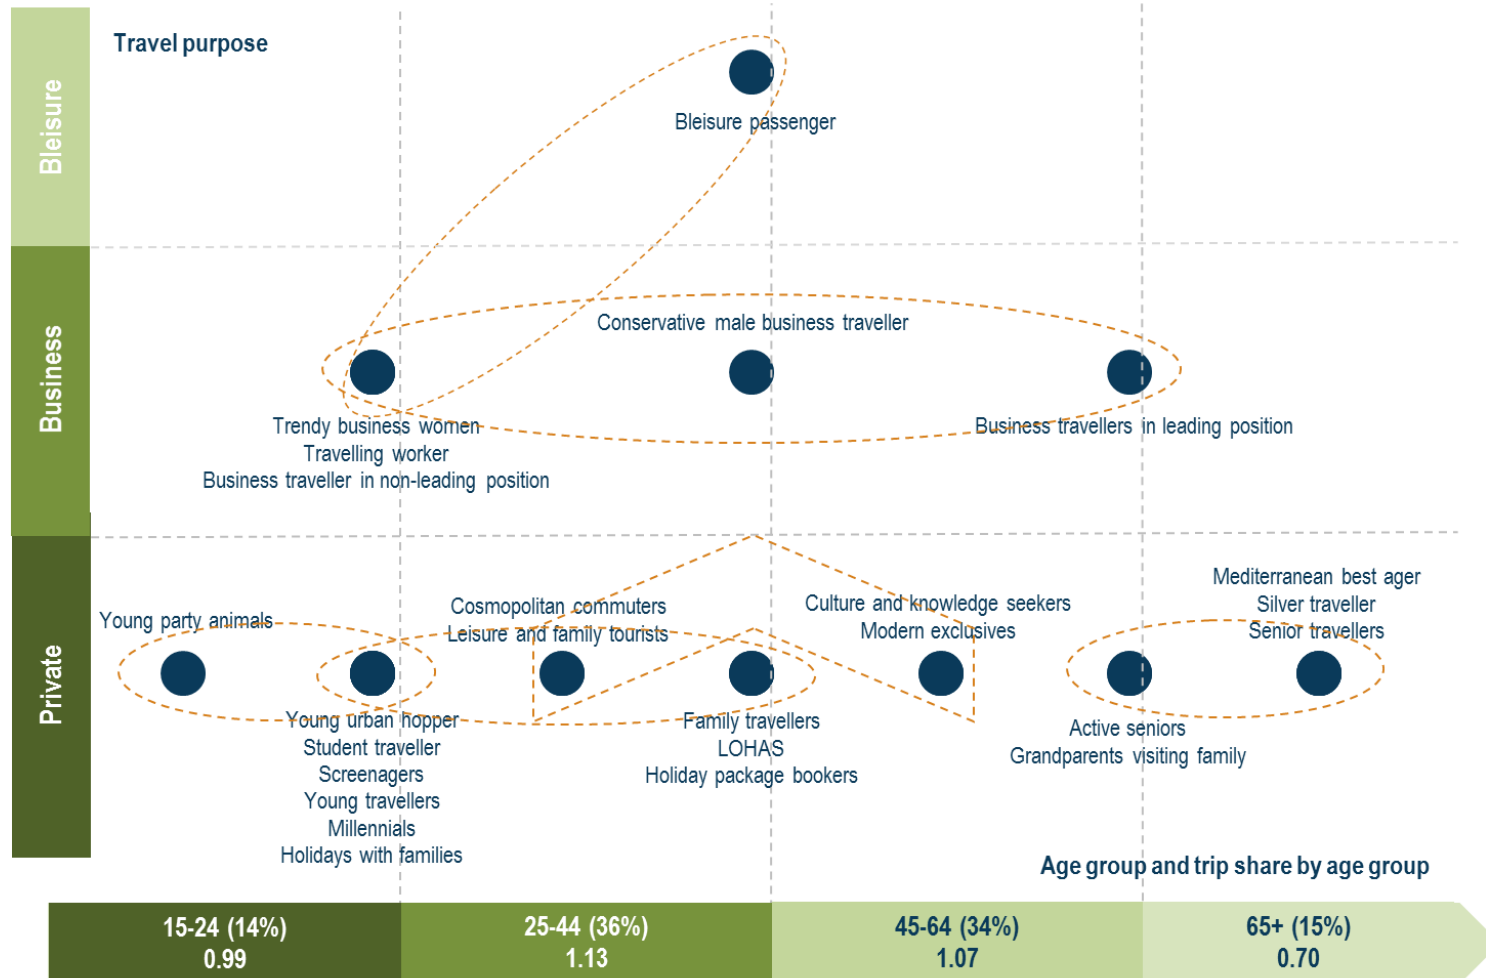 Travel purpose
Bleisure
Bleisure passenger
Business
Conservative male business traveller
Trendy business women
Travelling worker
Business traveller in non-leading position
Business travellers in leading position
Private
Young party animals
Cosmopolitan commuters
Leisure and family tourists
Culture and knowledge seekers
Modern exclusives
Mediterranean best ager
Silver traveller
Senior travellers
Young urban hopper
Student traveller
Screenagers
Young travellers
Millennials
Holidays with families
Family travellers
LOHAS
Holiday package bookers
Active seniors
Grandparents visiting family
Age group and trip share by age group
15-24 (14%)
0.99
25-44 (36%)
1.13
45-64 (34%)
1.07
65+ (15%)
0.70